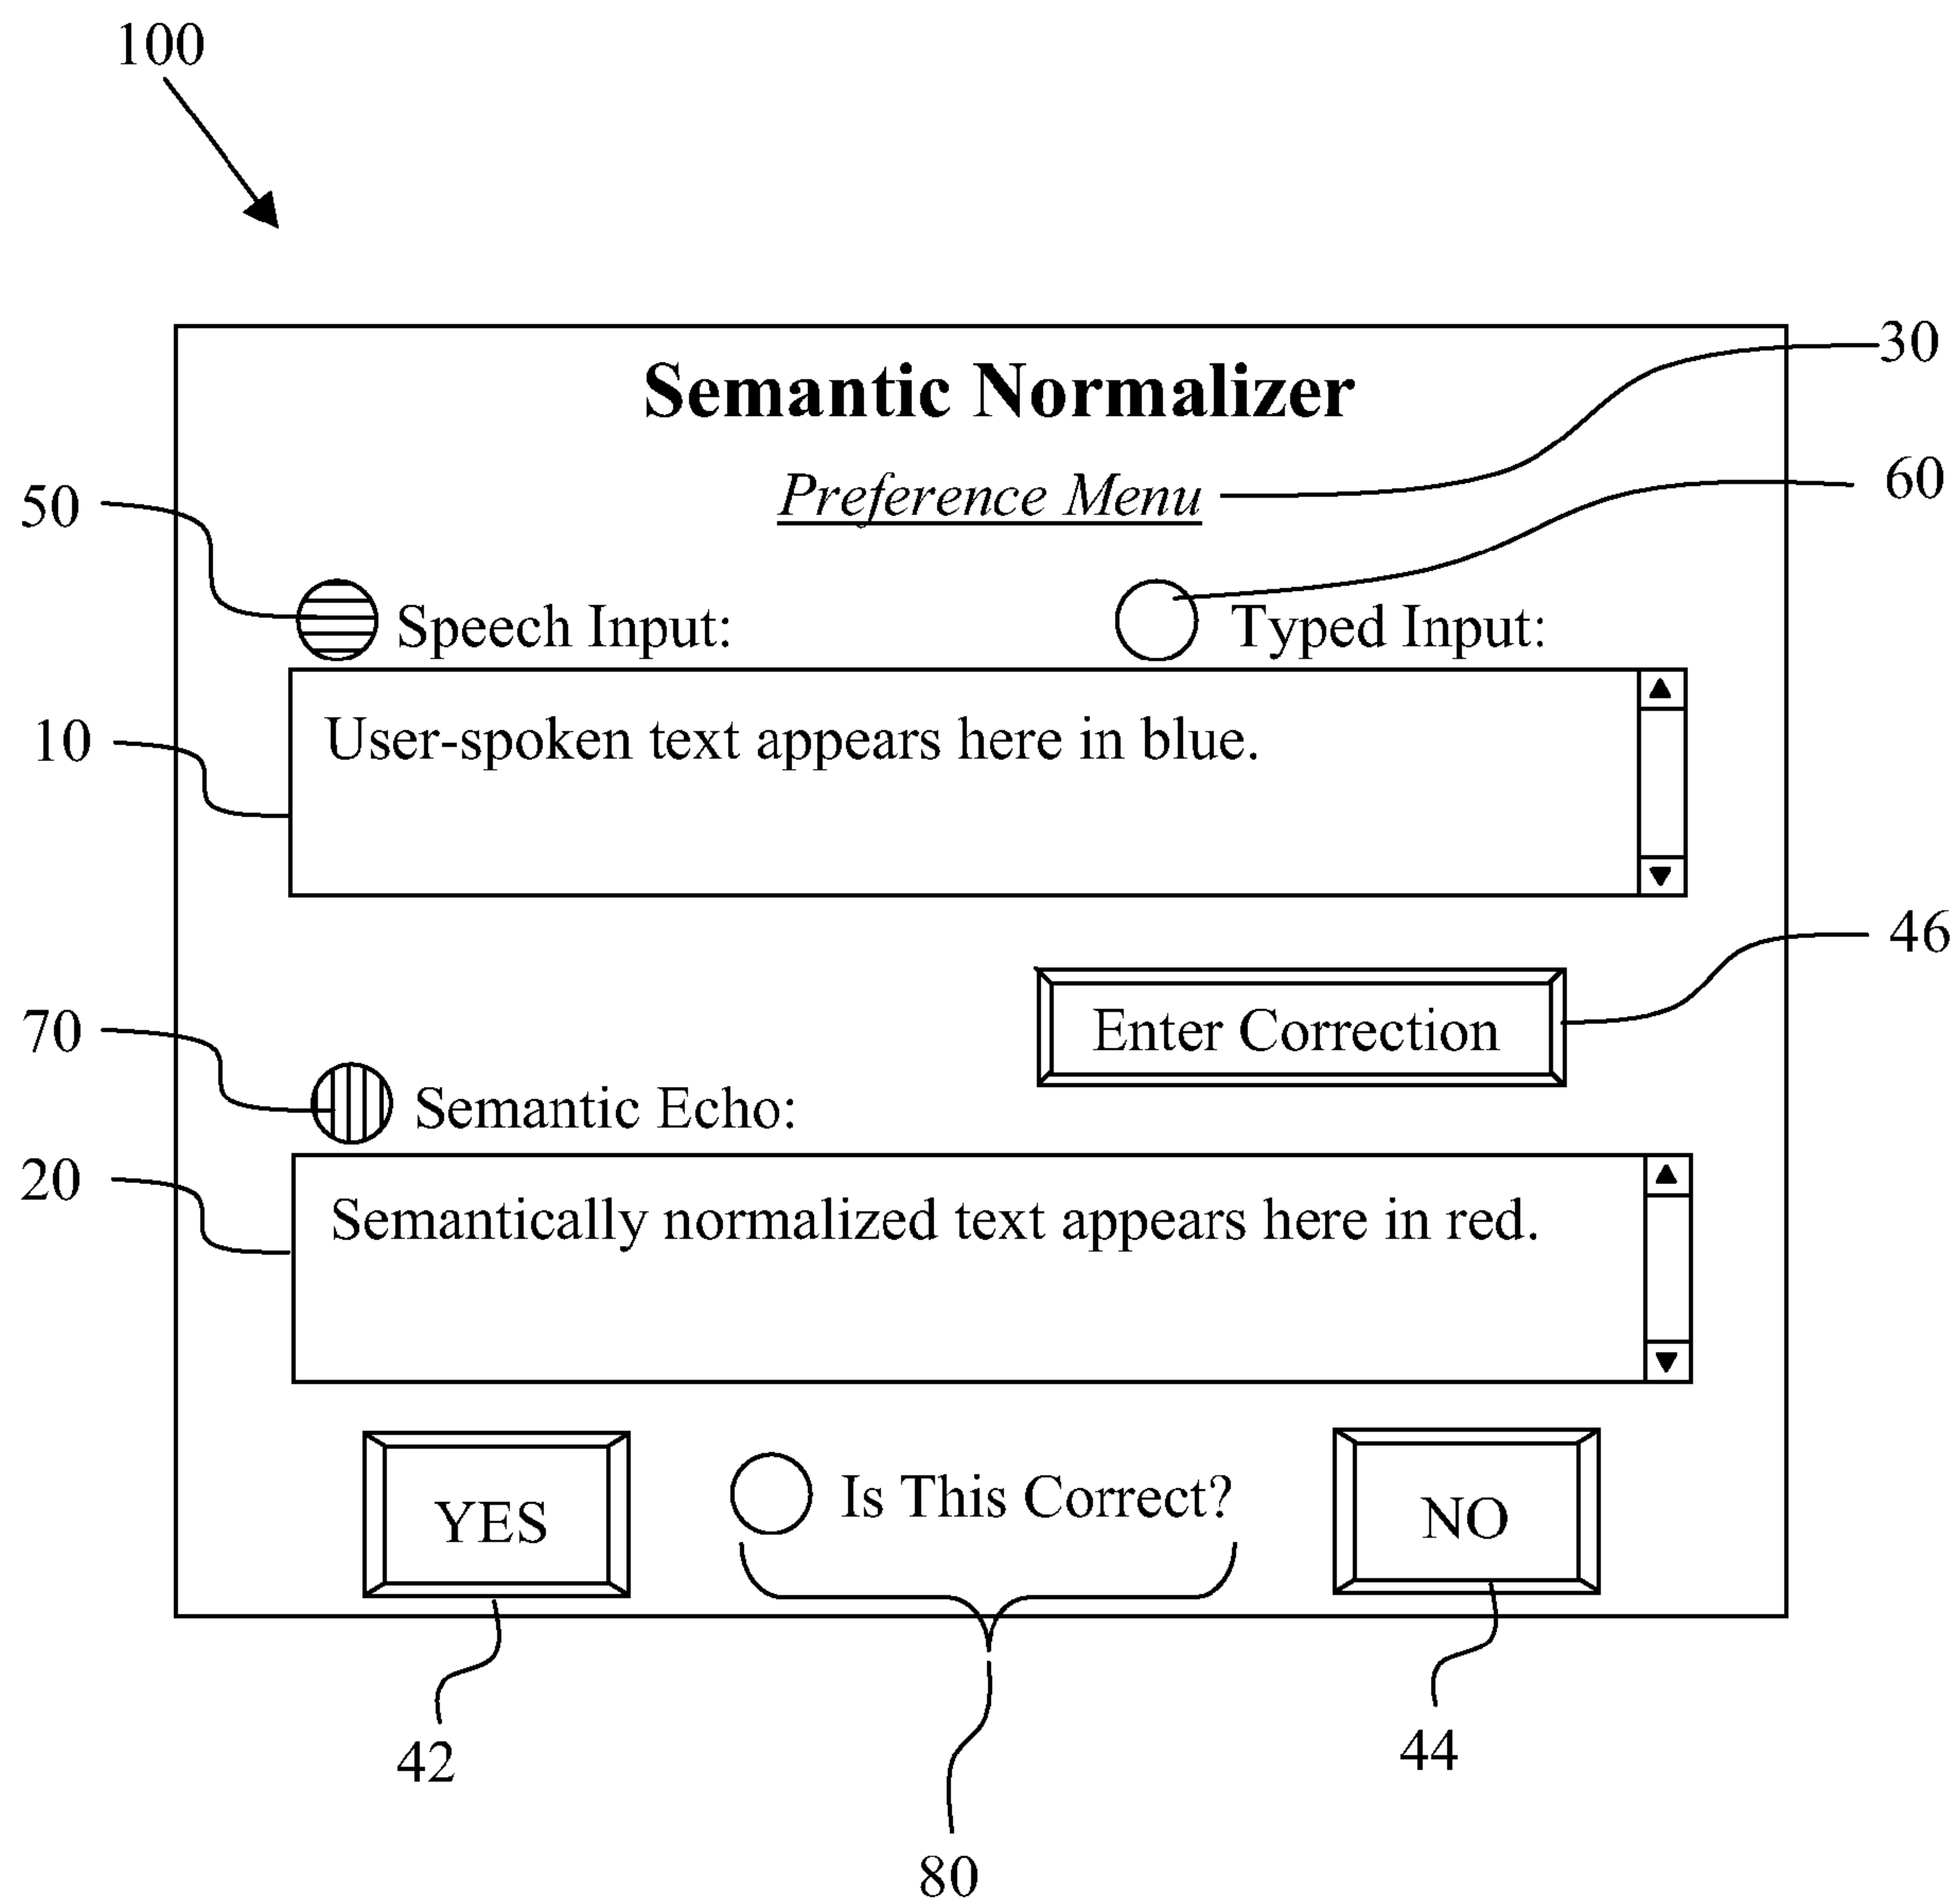 100
30
Semantic Normalizer
60
Preference Menu
50
Speech Input: Typed Input:
10
User-spoken text appears here in blue.
46
Enter Correction
70
Semantic Echo:
20
Semantically normalized text appears here in red.
YES Is This Correct? NO
42
44
80